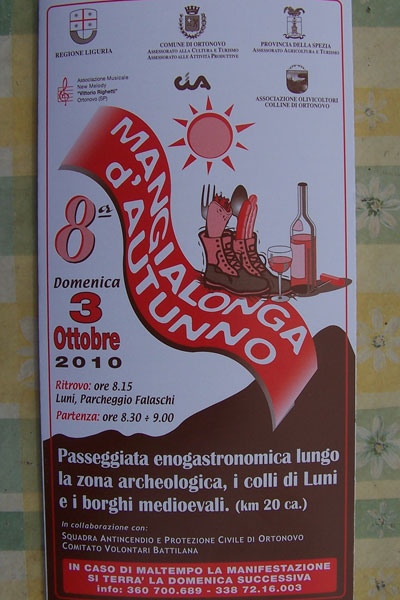 REGIONE LIGURIA
COMUNE DI ORTONOVO
ASSESSORATO ALLA CULTURA E TURISMO
ASSESSORATO ALLE ATTIVITÀ PRODUTTIVE
PROVINCIA DELLA SPEZIA
ASSESSORATO AGRICOLTURA E TURISMO
Associazione Musicale
New Melody
"Vittorio Righetti"
Ortonovo (SP)
CIA
ASSOCIAZIONE OLIVICOLTORI
COLLINE DI ORTONOVO
8ª
MANGIALONGA
d'AUTUNNO
Domenica
3
Ottobre
2010
Ritrovo: ore 8.15
Luni, Parcheggio Falaschi
Partenza: ore 8.30 ÷ 9.00
Passeggiata enogastronomica lungo
la zona archeologica, i colli di Luni
e i borghi medioevali. (km 20 ca.)
In collaborazione con:
SQUADRA ANTINCENDIO E PROTEZIONE CIVILE DI ORTONOVO
COMITATO VOLONTARI BATTILANA
IN CASO DI MALTEMPO LA MANIFESTAZIONE
SI TERRA' LA DOMENICA SUCCESSIVA
info: 360 700.689 - 338 72.16.003